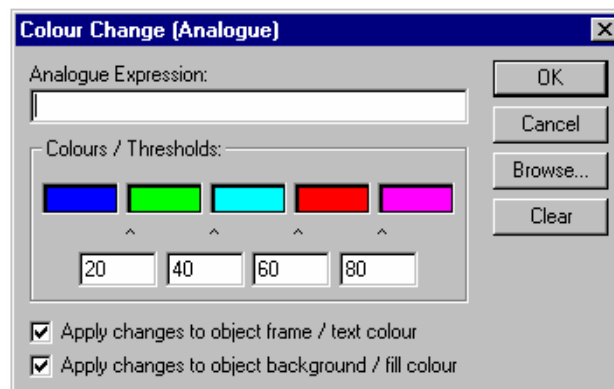 Colour Change (Analogue)
Analogue Expression:
OK
Cancel
Colours / Thresholds:
Browse...
Clear
^ ^ ^ ^
20 40 60 80
Apply changes to object frame / text colour
Apply changes to object background / fill colour